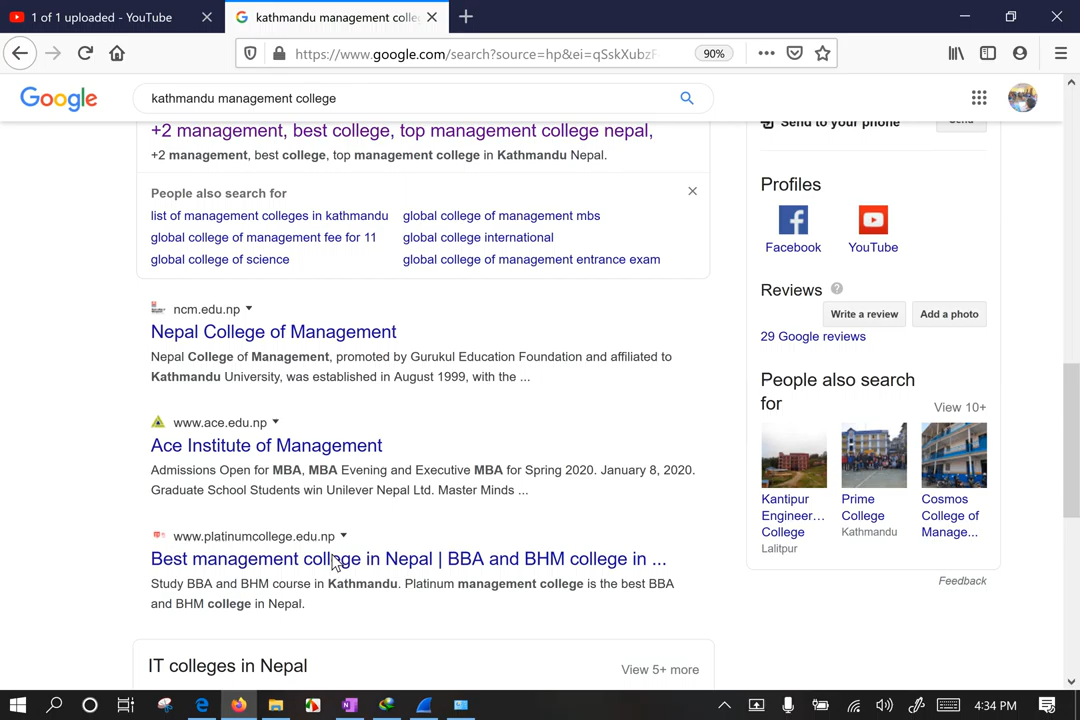 1 of 1 uploaded - YouTube
kathmandu management colle
https://www.google.com/search?source=hp&ei=qSskXubzF
90%
Google
kathmandu management college
+2 management, best college, top management college nepal,
+2 management, best college, top management college in Kathmandu Nepal.
People also search for
list of management colleges in kathmandu
global college of management mbs
global college of management fee for 11
global college international
global college of science
global college of management entrance exam
ncm.edu.np
Nepal College of Management
Nepal College of Management, promoted by Gurukul Education Foundation and affiliated to
Kathmandu University, was established in August 1999, with the ...
www.ace.edu.np
Ace Institute of Management
Admissions Open for MBA, MBA Evening and Executive MBA for Spring 2020. January 8, 2020.
Graduate School Students win Unilever Nepal Ltd. Master Minds ...
www.platinumcollege.edu.np
Best management college in Nepal | BBA and BHM college in ...
Study BBA and BHM course in Kathmandu. Platinum management college is the best BBA
and BHM college in Nepal.
IT colleges in Nepal
View 5+ more
Send to your phone
Send
Profiles
Facebook
YouTube
Reviews
Write a review
Add a photo
29 Google reviews
People also search
for
View 10+
Kantipur
Engineer...
College
Lalitpur
Prime
College
Kathmandu
Cosmos
College of
Manage...
Feedback
4:34 PM